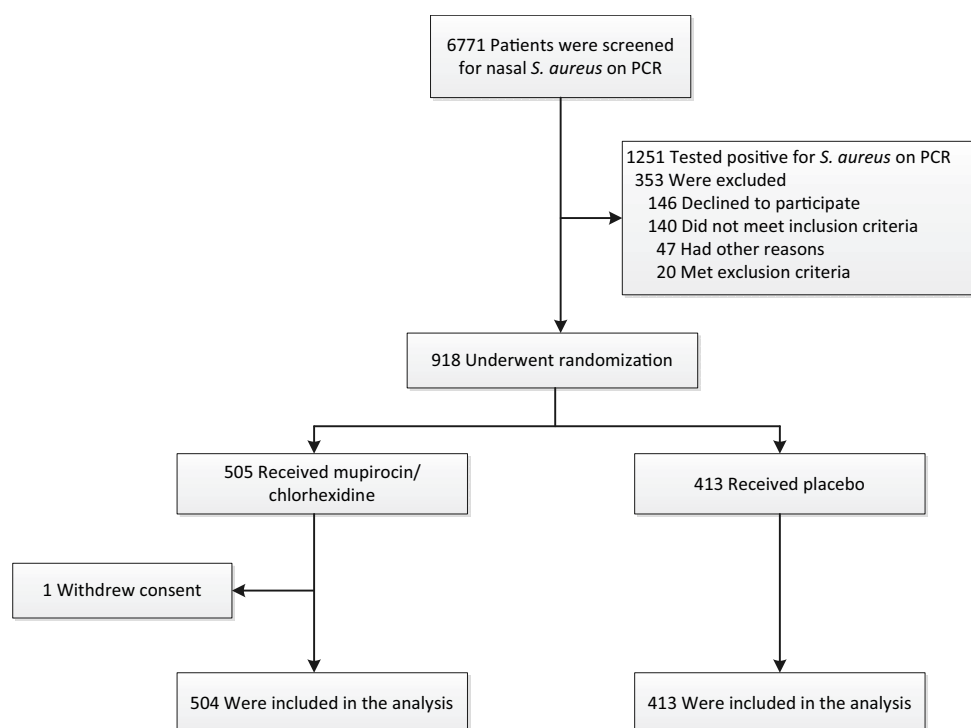 6771 Patients were screened
for nasal S. aureus on PCR
1251 Tested positive for S. aureus on PCR
353 Were excluded
146 Declined to participate
140 Did not meet inclusion criteria
47 Had other reasons
20 Met exclusion criteria
918 Underwent randomization
505 Received mupirocin/
chlorhexidine
413 Received placebo
1 Withdrew consent
504 Were included in the analysis
413 Were included in the analysis